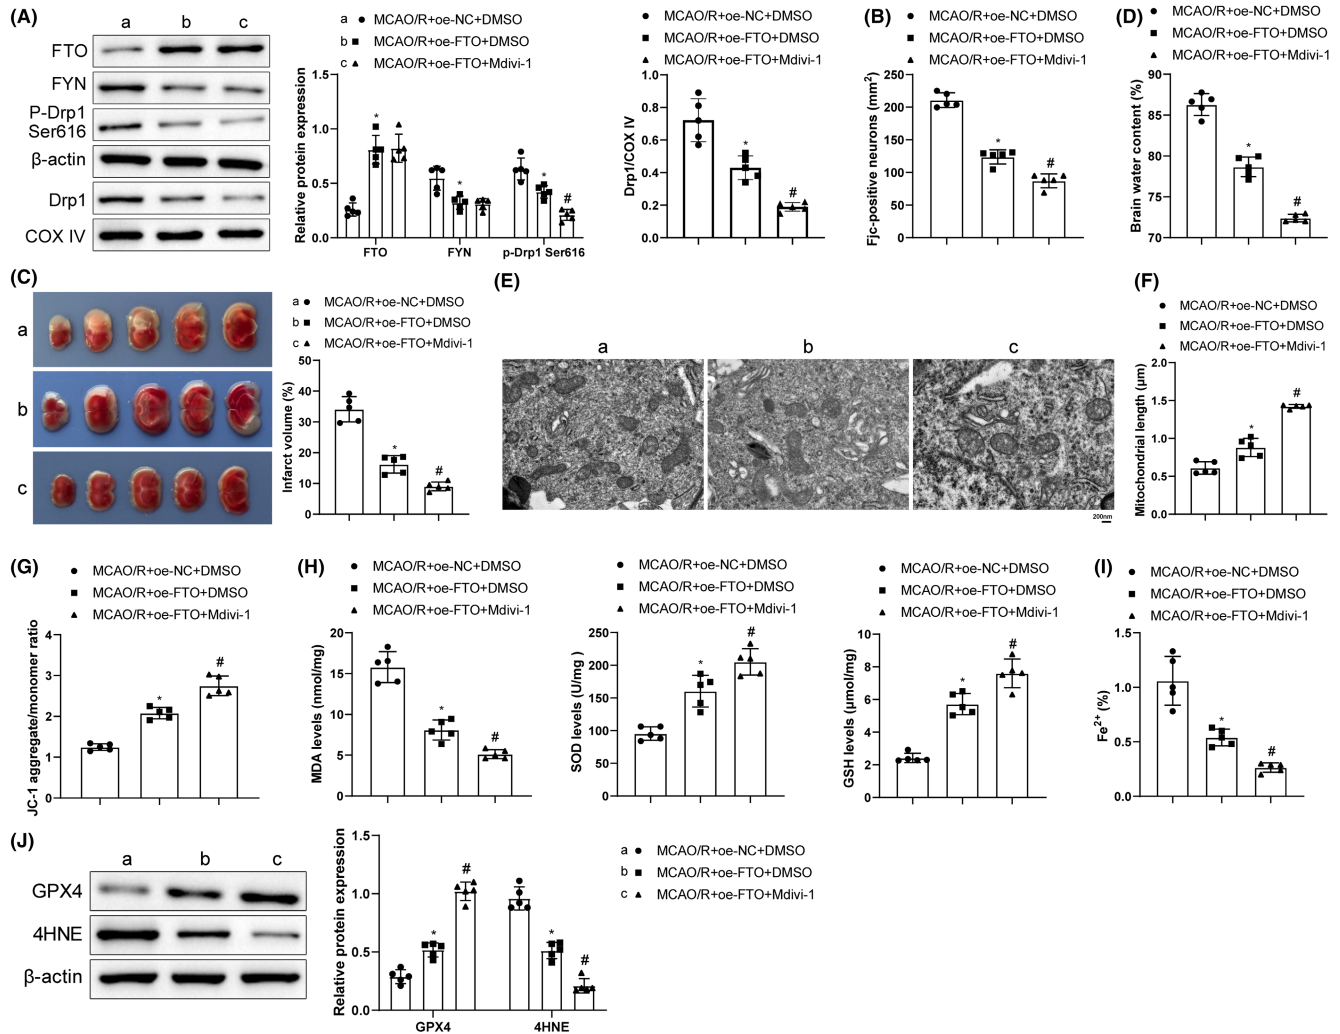 (A)
a b c
FTO
FYN
P-Drp1
Ser616
β-actin
Drp1
COX IV
a MCAO/R+oe-NC+DMSO
b MCAO/R+oe-FTO+DMSO
c MCAO/R+oe-FTO+Mdivi-1
Relative protein expression
1.5
1.0
0.5
0.0
* * *
#
FTO FYN p-Drp1 Ser616
MCAO/R+oe-NC+DMSO
MCAO/R+oe-FTO+DMSO
MCAO/R+oe-FTO+Mdivi-1
Drp1/COX IV
1.0
0.8
0.6
0.4
0.2
0.0
*
#
(B)
MCAO/R+oe-NC+DMSO
MCAO/R+oe-FTO+DMSO
MCAO/R+oe-FTO+Mdivi-1
Fjc-positive neurons (mm²)
250
200
150
100
50
0
*
#
(D)
MCAO/R+oe-NC+DMSO
MCAO/R+oe-FTO+DMSO
MCAO/R+oe-FTO+Mdivi-1
Brain water content (%)
90
85
80
75
70
*
#
(C)
a
b
c
a MCAO/R+oe-NC+DMSO
b MCAO/R+oe-FTO+DMSO
c MCAO/R+oe-FTO+Mdivi-1
Infarct volume (%)
50
40
30
20
10
0
*
#
(E)
a b c
200nm
(F)
MCAO/R+oe-NC+DMSO
MCAO/R+oe-FTO+DMSO
MCAO/R+oe-FTO+Mdivi-1
Mitochondrial length (μm)
2.0
1.5
1.0
0.5
0.0
*
#
(G)
MCAO/R+oe-NC+DMSO
MCAO/R+oe-FTO+DMSO
MCAO/R+oe-FTO+Mdivi-1
JC-1 aggregate/monomer ratio
4
3
2
1
0
*
#
(H)
MCAO/R+oe-NC+DMSO
MCAO/R+oe-FTO+DMSO
MCAO/R+oe-FTO+Mdivi-1
MDA levels (nmol/mg)
20
15
10
5
0
*
#
MCAO/R+oe-NC+DMSO
MCAO/R+oe-FTO+DMSO
MCAO/R+oe-FTO+Mdivi-1
SOD levels (U/mg )
250
200
150
100
50
0
*
#
MCAO/R+oe-NC+DMSO
MCAO/R+oe-FTO+DMSO
MCAO/R+oe-FTO+Mdivi-1
GSH levels (μmol/mg)
10
8
6
4
2
0
*
#
(I)
MCAO/R+oe-NC+DMSO
MCAO/R+oe-FTO+DMSO
MCAO/R+oe-FTO+Mdivi-1
Fe²⁺ (%)
1.5
1.0
0.5
0.0
*
#
(J)
a b c
GPX4
4HNE
β-actin
Relative protein expression
1.5
1.0
0.5
0.0
* # * #
GPX4 4HNE
a MCAO/R+oe-NC+DMSO
b MCAO/R+oe-FTO+DMSO
c MCAO/R+oe-FTO+Mdivi-1